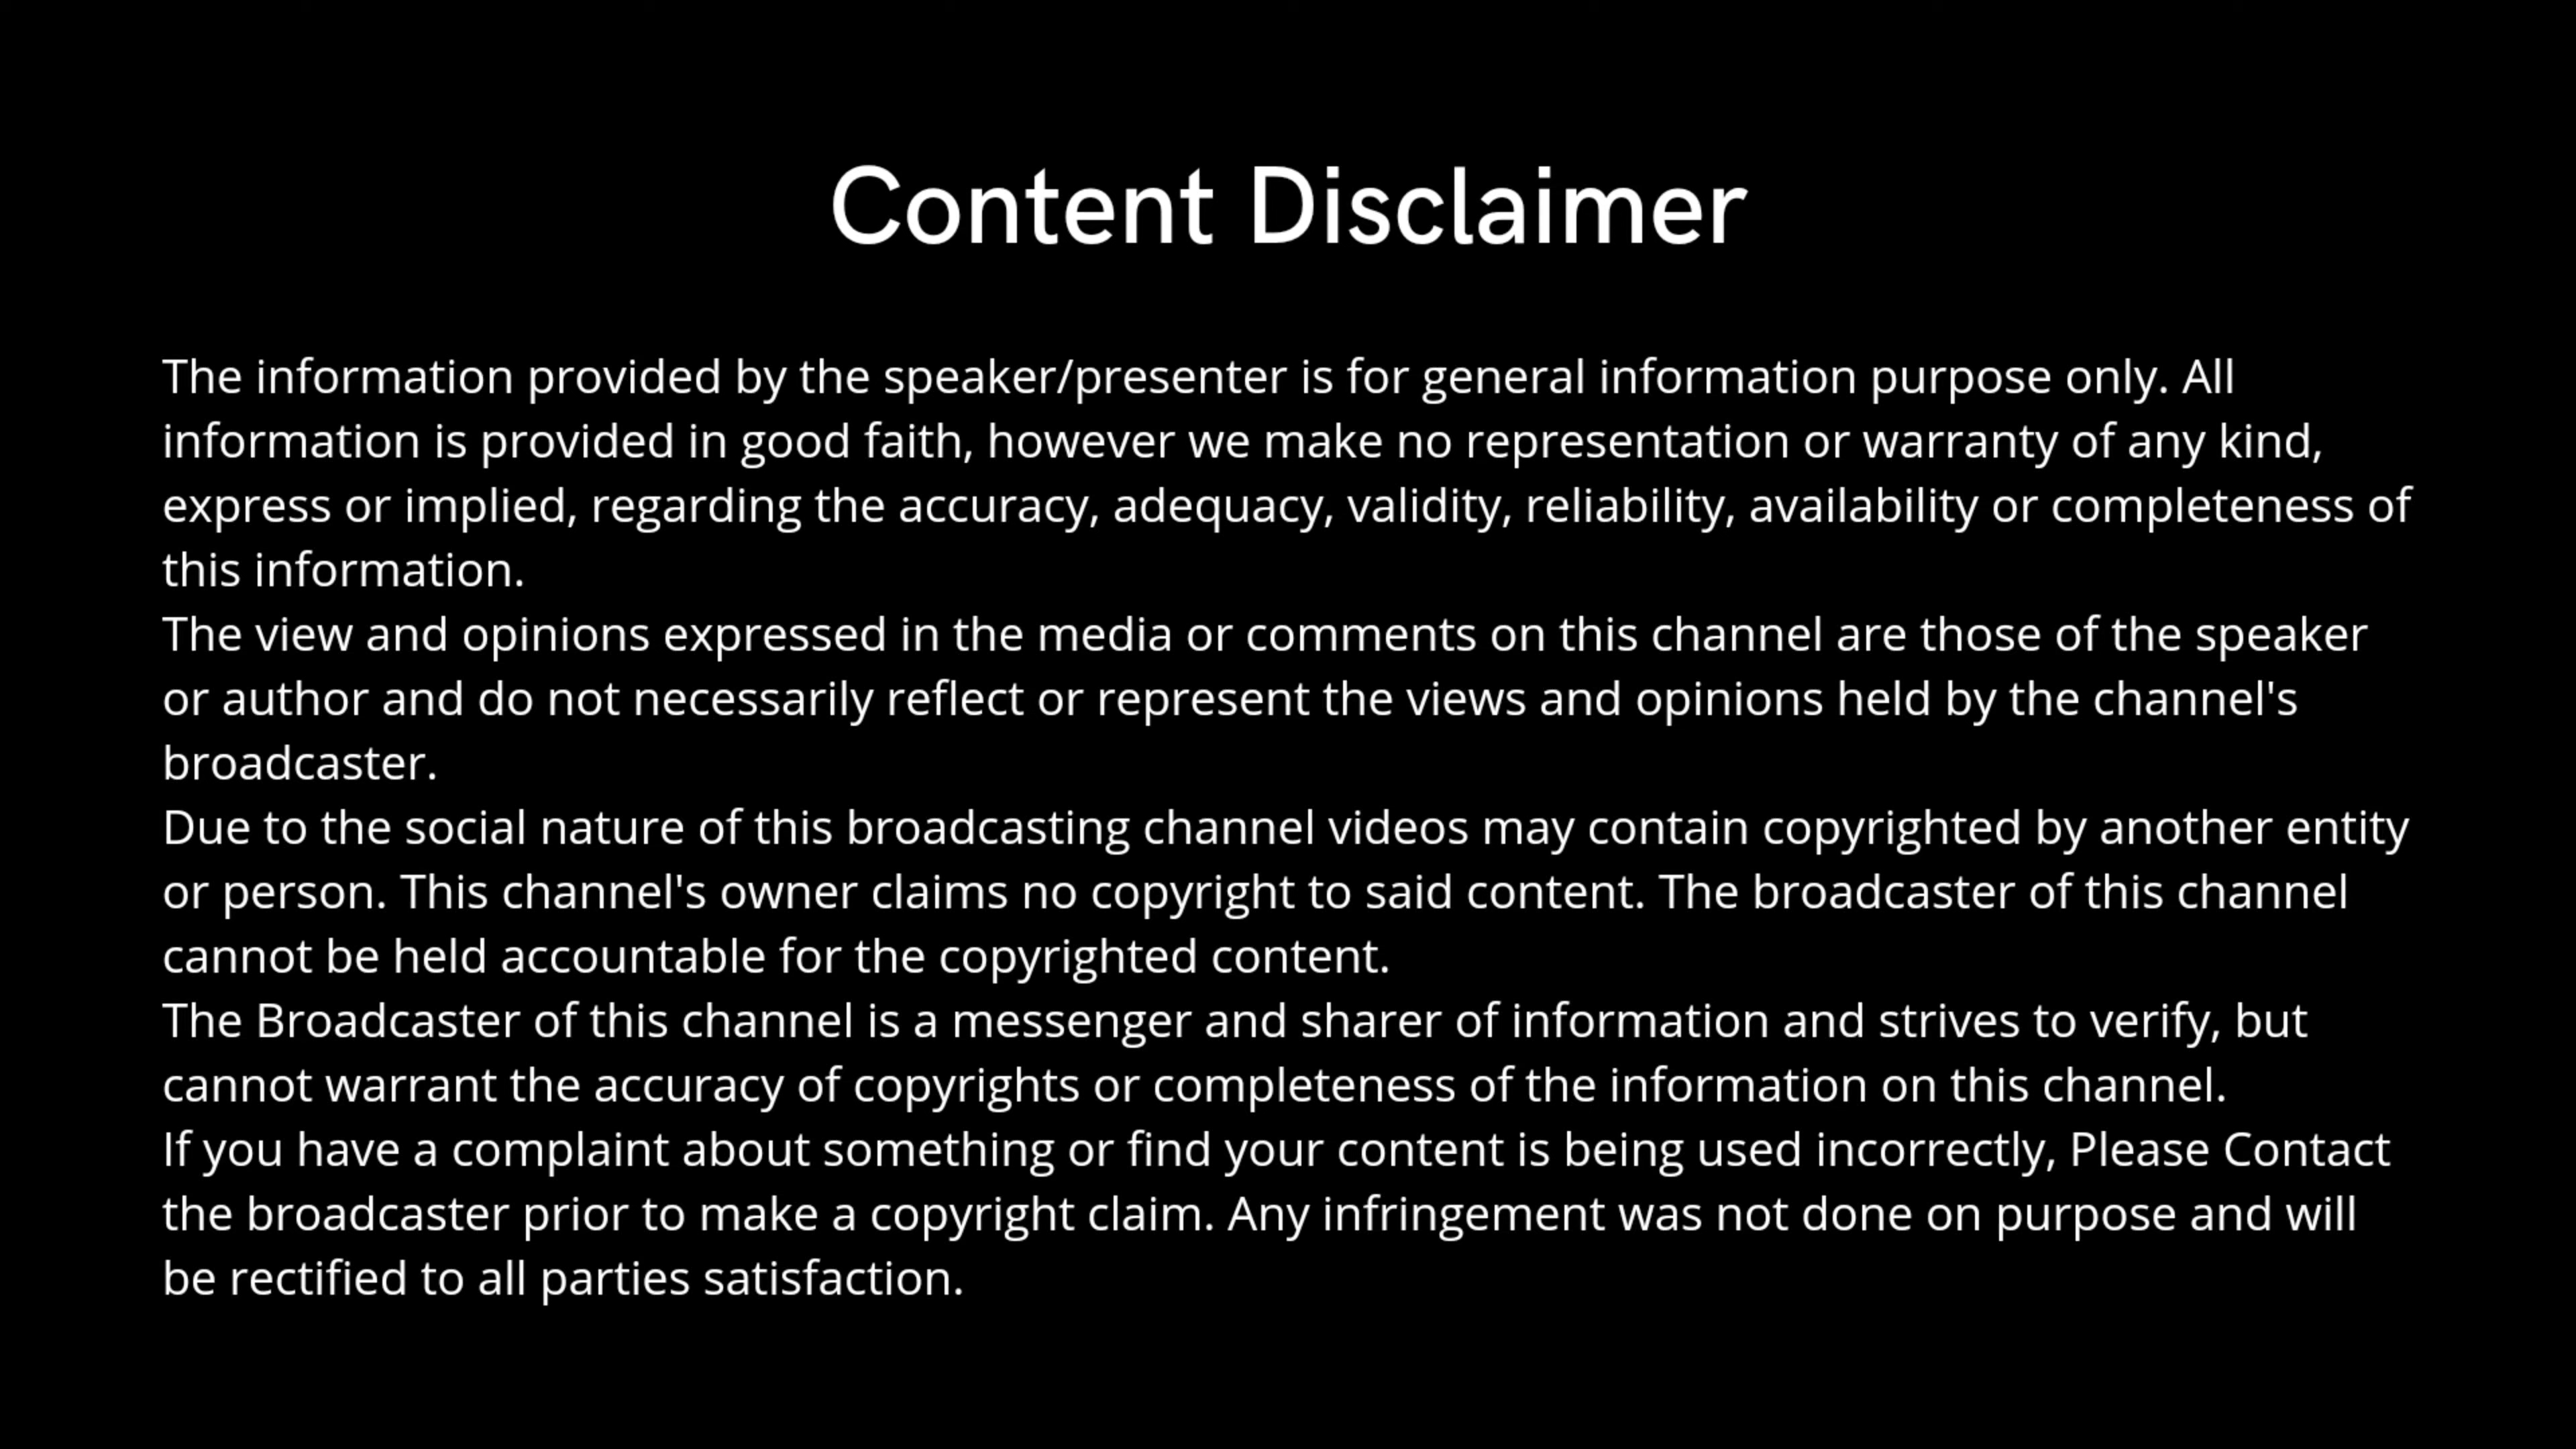 Content Disclaimer
The information provided by the speaker/presenter is for general information purpose only. All
information is provided in good faith, however we make no representation or warranty of any kind,
express or implied, regarding the accuracy, adequacy, validity, reliability, availability or completeness of
this information.
The view and opinions expressed in the media or comments on this channel are those of the speaker
or author and do not necessarily reflect or represent the views and opinions held by the channel's
broadcaster.
Due to the social nature of this broadcasting channel videos may contain copyrighted by another entity
or person. This channel's owner claims no copyright to said content. The broadcaster of this channel
cannot be held accountable for the copyrighted content.
The Broadcaster of this channel is a messenger and sharer of information and strives to verify, but
cannot warrant the accuracy of copyrights or completeness of the information on this channel.
If you have a complaint about something or find your content is being used incorrectly, Please Contact
the broadcaster prior to make a copyright claim. Any infringement was not done on purpose and will
be rectified to all parties satisfaction.